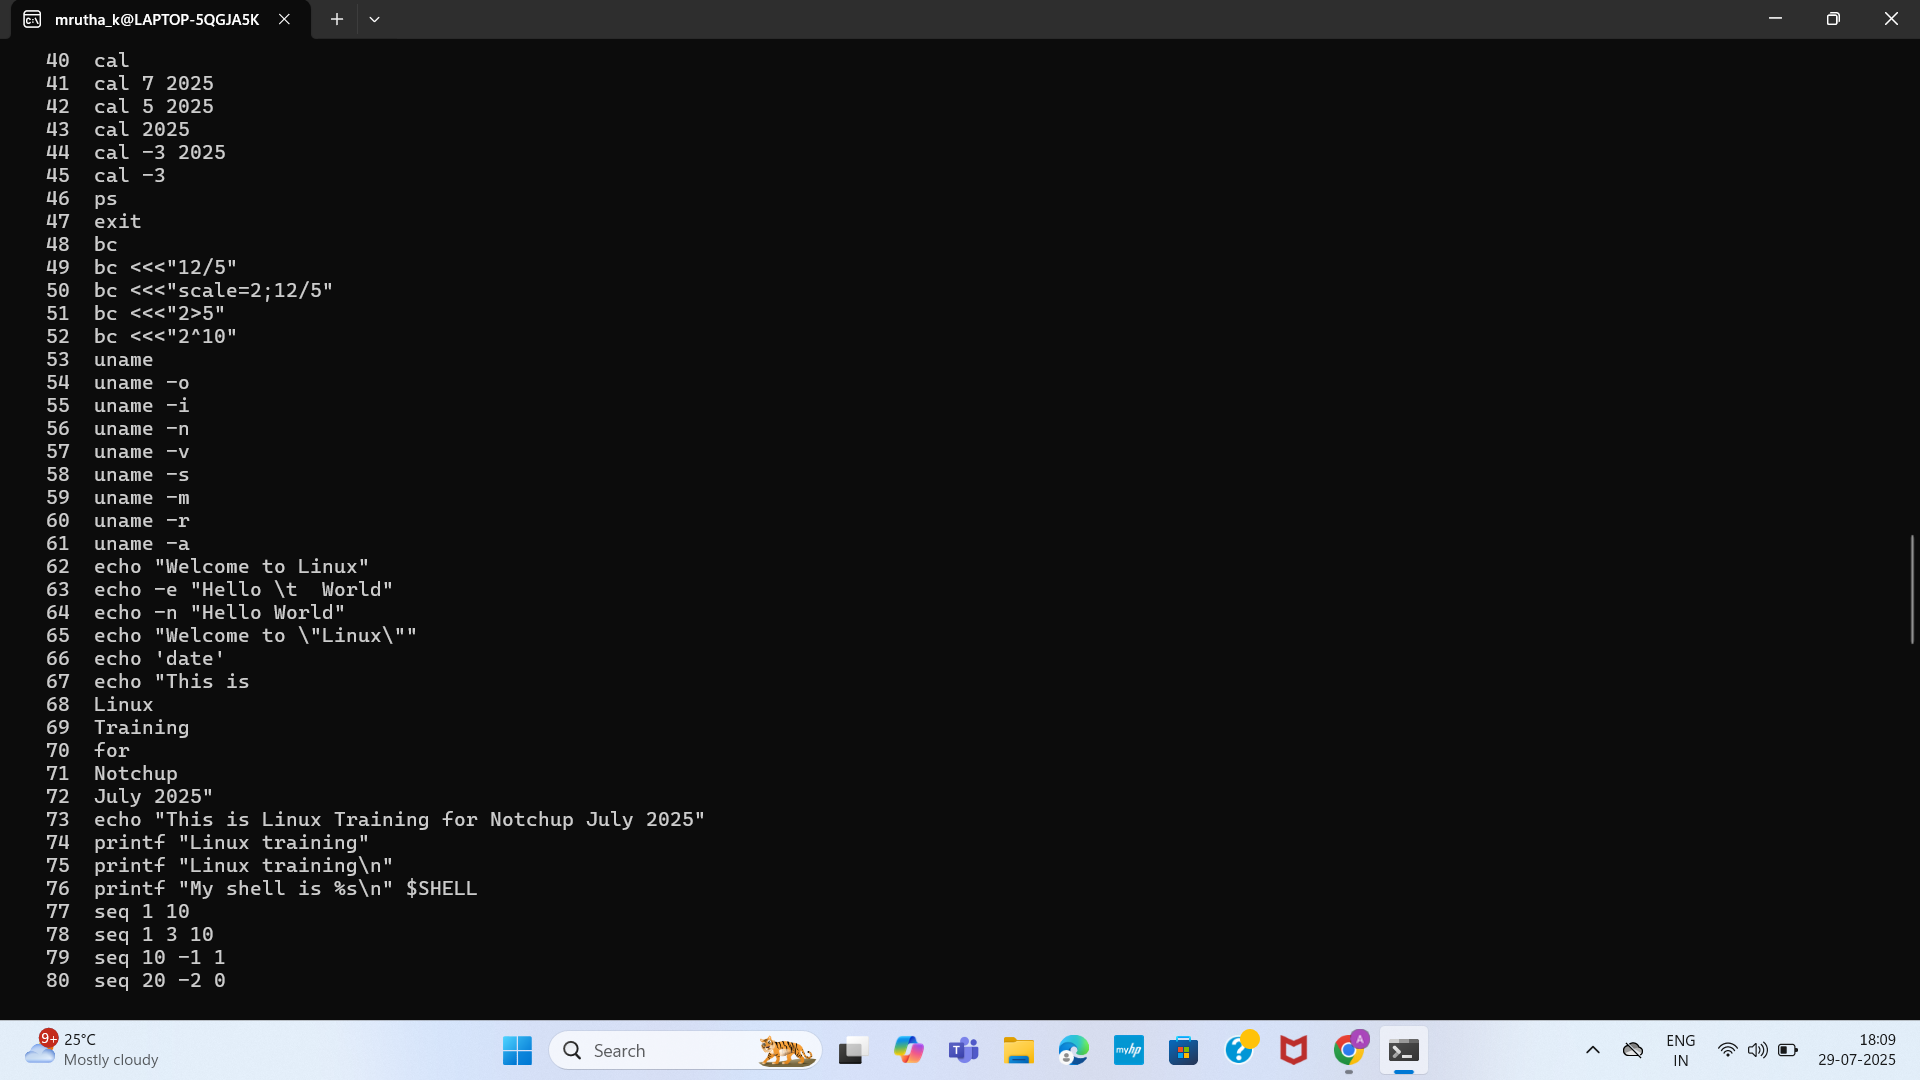 mrutha_k@LAPTOP-5QGJA5K
40 cal
41 cal 7 2025
42 cal 5 2025
43 cal 2025
44 cal -3 2025
45 cal -3
46 ps
47 exit
48 bc
49 bc <<<"12/5"
50 bc <<<"scale=2;12/5"
51 bc <<<"2>5"
52 bc <<<"2^10"
53 uname
54 uname -o
55 uname -i
56 uname -n
57 uname -v
58 uname -s
59 uname -m
60 uname -r
61 uname -a
62 echo "Welcome to Linux"
63 echo -e "Hello \t  World"
64 echo -n "Hello World"
65 echo "Welcome to \"Linux\""
66 echo 'date'
67 echo "This is
68 Linux
69 Training
70 for
71 Notchup
72 July 2025"
73 echo "This is Linux Training for Notchup July 2025"
74 printf "Linux training"
75 printf "Linux training\n"
76 printf "My shell is %s\n" $SHELL
77 seq 1 10
78 seq 1 3 10
79 seq 10 -1 1
80 seq 20 -2 0
9+
25°C
Mostly cloudy
Search
T
myhp
A
ENG
IN
18:09
29-07-2025